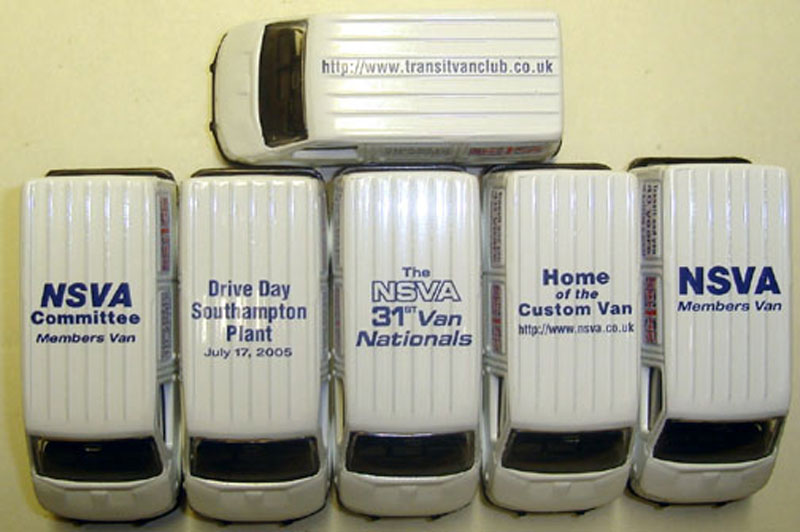 http://www.transitvanclub.co.uk
NSVA
Committee
Members Van
Drive Day
Southampton
Plant
July 17, 2005
The
NSVA
31ST Van
Nationals
Home
of the
Custom Van
http://www.nsva.co.uk
NSVA
Members Van